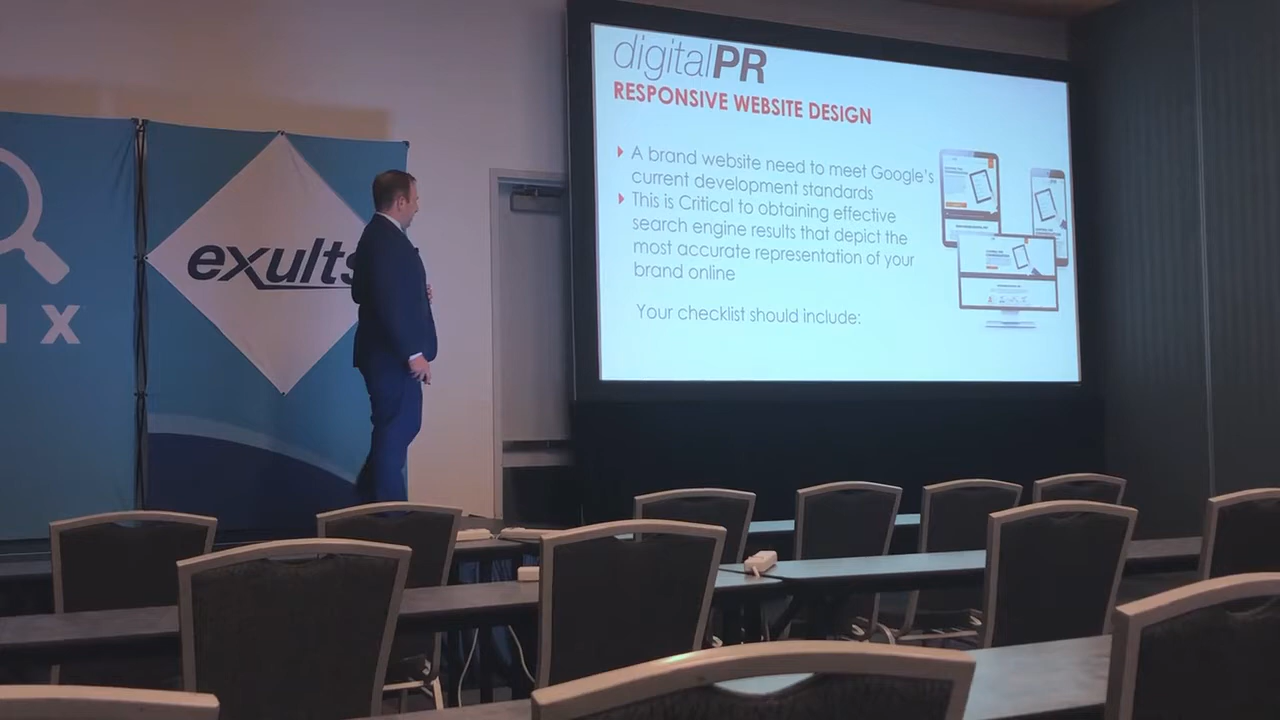 digitalPR
RESPONSIVE WEBSITE DESIGN
A brand website need to meet Google's
current development standards
This is Critical to obtaining effective
search engine results that depict the
most accurate representation of your
brand online
Your checklist should include:
exults
IX